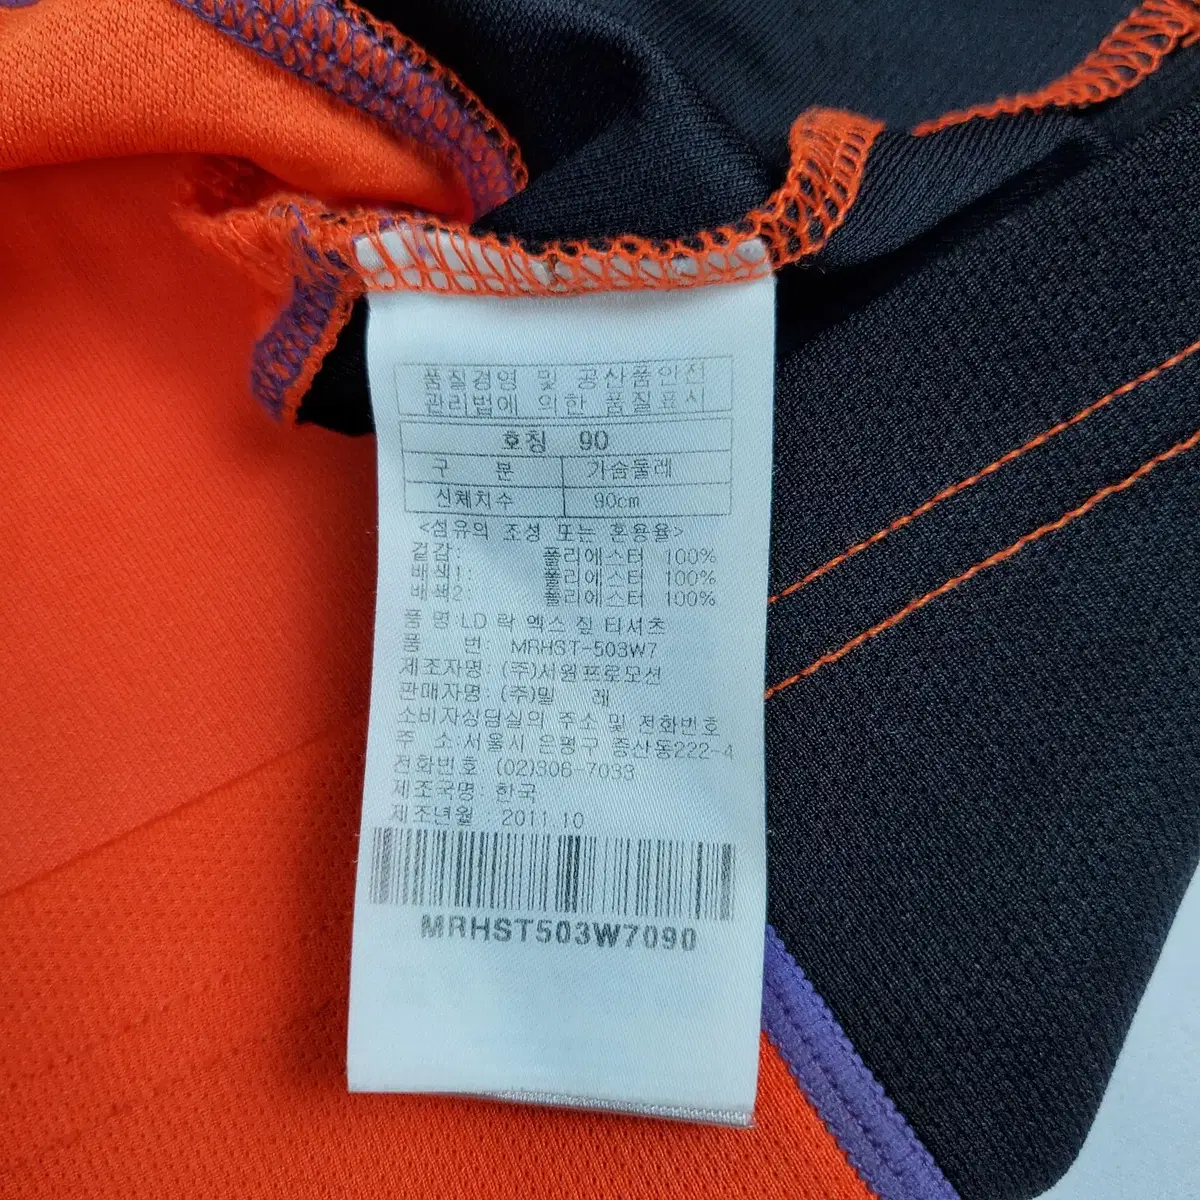 품질경영 및 공산품안전
관리법에 의한 품질표시
호칭 90
구 분 가슴둘레
신체치수 90cm
<섬유의 조성 또는 혼용율>
겉감: 폴리에스터 100%
배색1: 폴리에스터 100%
배색2: 폴리에스터 100%
품 명:LD 락 엑스 짚 티셔츠
품 번: MRHST-503W7
제조자명: (주)서원프로모션
판매자명: (주)밀 레
소비자상담실의 주소 및 전화번호
주 소:서울시 은평구 증산동222-4
전화번호: (02)306-7033
제조국명: 한국
제조년월 : 2011.10
MRHST503W7090